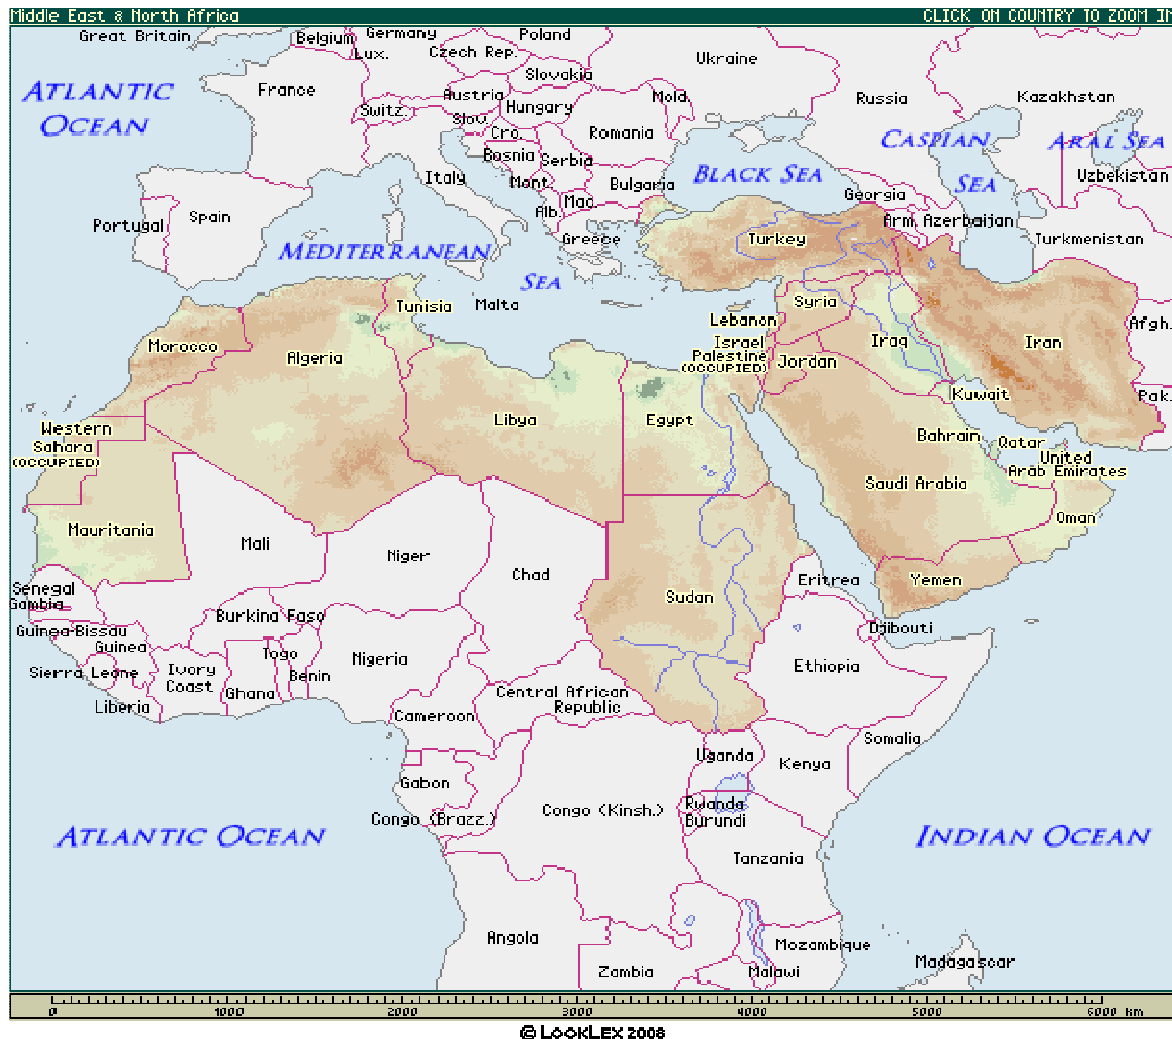 Middle East & North Africa
CLICK ON COUNTRY TO ZOOM IN
Great Britain
Belgium
Germany
Poland
Lux.
Czech Rep.
Ukraine
Slovakia
France
Austria
Hungary
Mold.
Russia
Kazakhstan
ATLANTIC
OCEAN
Switz.
Slov.
Cro.
Romania
CASPIAN
SEA
ARAL SEA
Bosnia
Serbia
BLACK SEA
Italy
Mont.
Bulgaria
Uzbekistan
Georgia
Mac.
Alb.
Arm.
Azerbaijan
Portugal
Spain
Greece
Turkey
Turkmenistan
MEDITERRANEAN
SEA
Tunisia
Malta
Syria
Lebanon
Afgh.
Morocco
Algeria
Israel
Palestine
(OCCUPIED)
Jordan
Iraq
Iran
Kuwait
Pak.
Western
Sahara
(OCCUPIED)
Libya
Egypt
Bahrain
Qatar
United
Arab Emirates
Saudi Arabia
Oman
Mauritania
Mali
Niger
Chad
Sudan
Eritrea
Yemen
Senegal
Gambia
Burkina Faso
Djibouti
Guinea-Bissau
Guinea
Togo
Nigeria
Ethiopia
Sierra Leone
Ivory
Coast
Ghana
Benin
Central African
Republic
Liberia
Cameroon
Somalia
Uganda
Kenya
Gabon
Rwanda
Congo (Kinsh.)
Congo (Brazz.)
Burundi
ATLANTIC OCEAN
INDIAN OCEAN
Tanzania
Angola
Mozambique
Zambia
Malawi
Madagascar
0 1000 2000 3000 4000 5000 6000 km
© LOOKLEX 2008